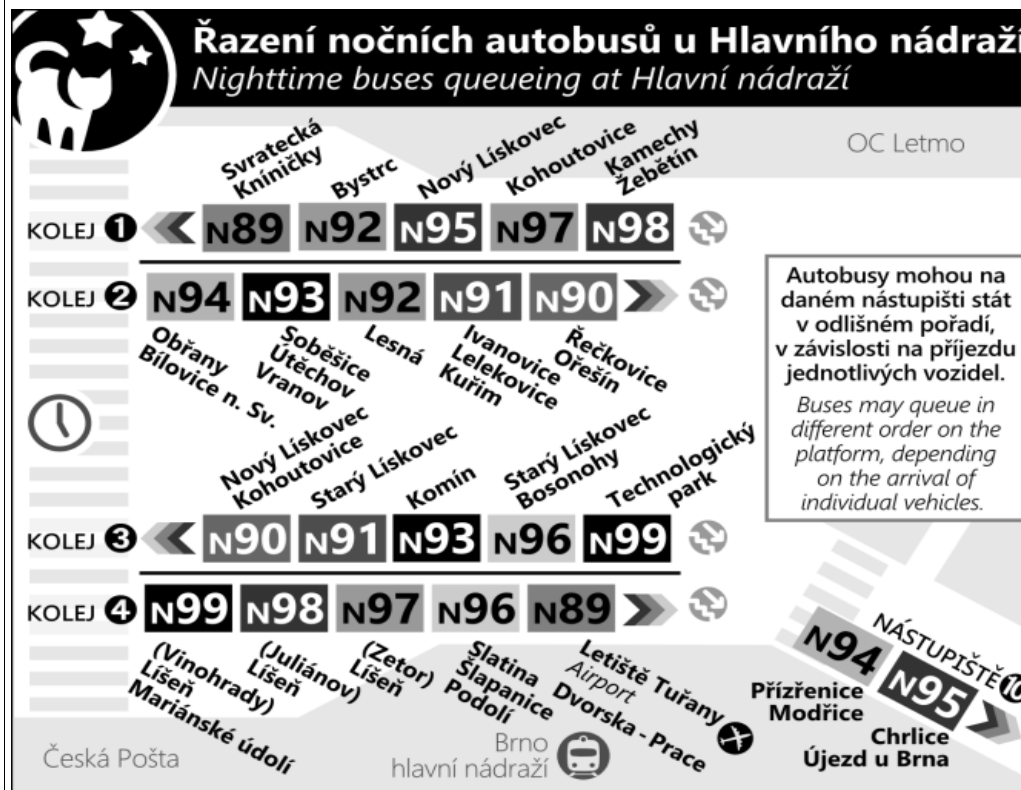 Řazení nočních autobusů u Hlavního nádraží
Nighttime buses queueing at Hlavní nádraží
OC Letmo
Svratecká
Kníničky
Bystrc
Nový Lískovec
Kohoutovice
Kamechy
Žebětín
KOLEJ 1 N89 N92 N95 N97 N98
KOLEJ 2 N94 N93 N92 N91 N90
Obřany
Bílovice n. Sv.
Soběšice
Útěchov
Vranov
Lesná
Ivanovice
Lelekovice
Kuřim
Řečkovice
Ořešín
Autobusy mohou na
daném nástupišti stát
v odlišném pořadí,
v závislosti na příjezdu
jednotlivých vozidel.
Buses may queue in
different order on the
platform, depending
on the arrival of
individual vehicles.
Nový Lískovec
Kohoutovice
Starý Lískovec
Komín
Starý Lískovec
Bosonohy
Technologický
park
KOLEJ 3 N90 N91 N93 N96 N99
KOLEJ 4 N99 N98 N97 N96 N89
(Vinohrady)
Líšeň
Mariánské údolí
(Juliánov)
Líšeň
(Zetor)
Líšeň
Slatina
Šlapanice
Podolí
Letiště Tuřany
Airport
Dvorska - Prace
NÁSTUPIŠTĚ 10
N94 N95
Přízřenice
Modřice
Chrlice
Újezd u Brna
Česká Pošta
Brno
hlavní nádraží